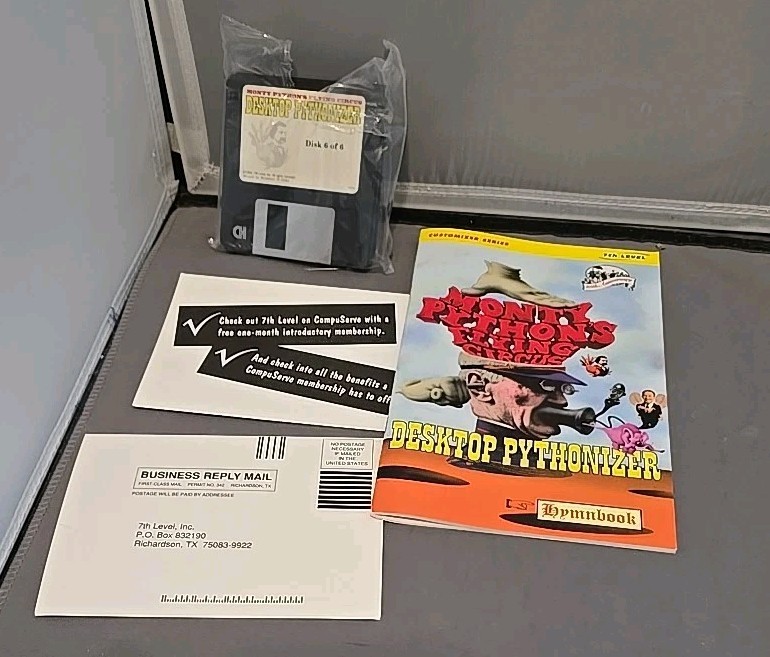 MONTY PYTHON'S FLYING CIRCUS
DESKTOP PYTHONIZER
Disk 6 of 6
Check out 7th Level on CompuServe with a
free one-month introductory membership.
And check into all the benefits a
CompuServe membership has to off
CUSTOMIZER SERIES
7TH LEVEL
MONTY
PYTHON'S
FLYING
CIRCUS
DESKTOP PYTHONIZER
Hymnbook
NO POSTAGE
NECESSARY
IF MAILED
IN THE
UNITED STATES
BUSINESS REPLY MAIL
FIRST-CLASS MAIL PERMIT NO. 342 RICHARDSON, TX
POSTAGE WILL BE PAID BY ADDRESSEE
7th Level, Inc.
P.O. Box 832190
Richardson, TX 75083-9922